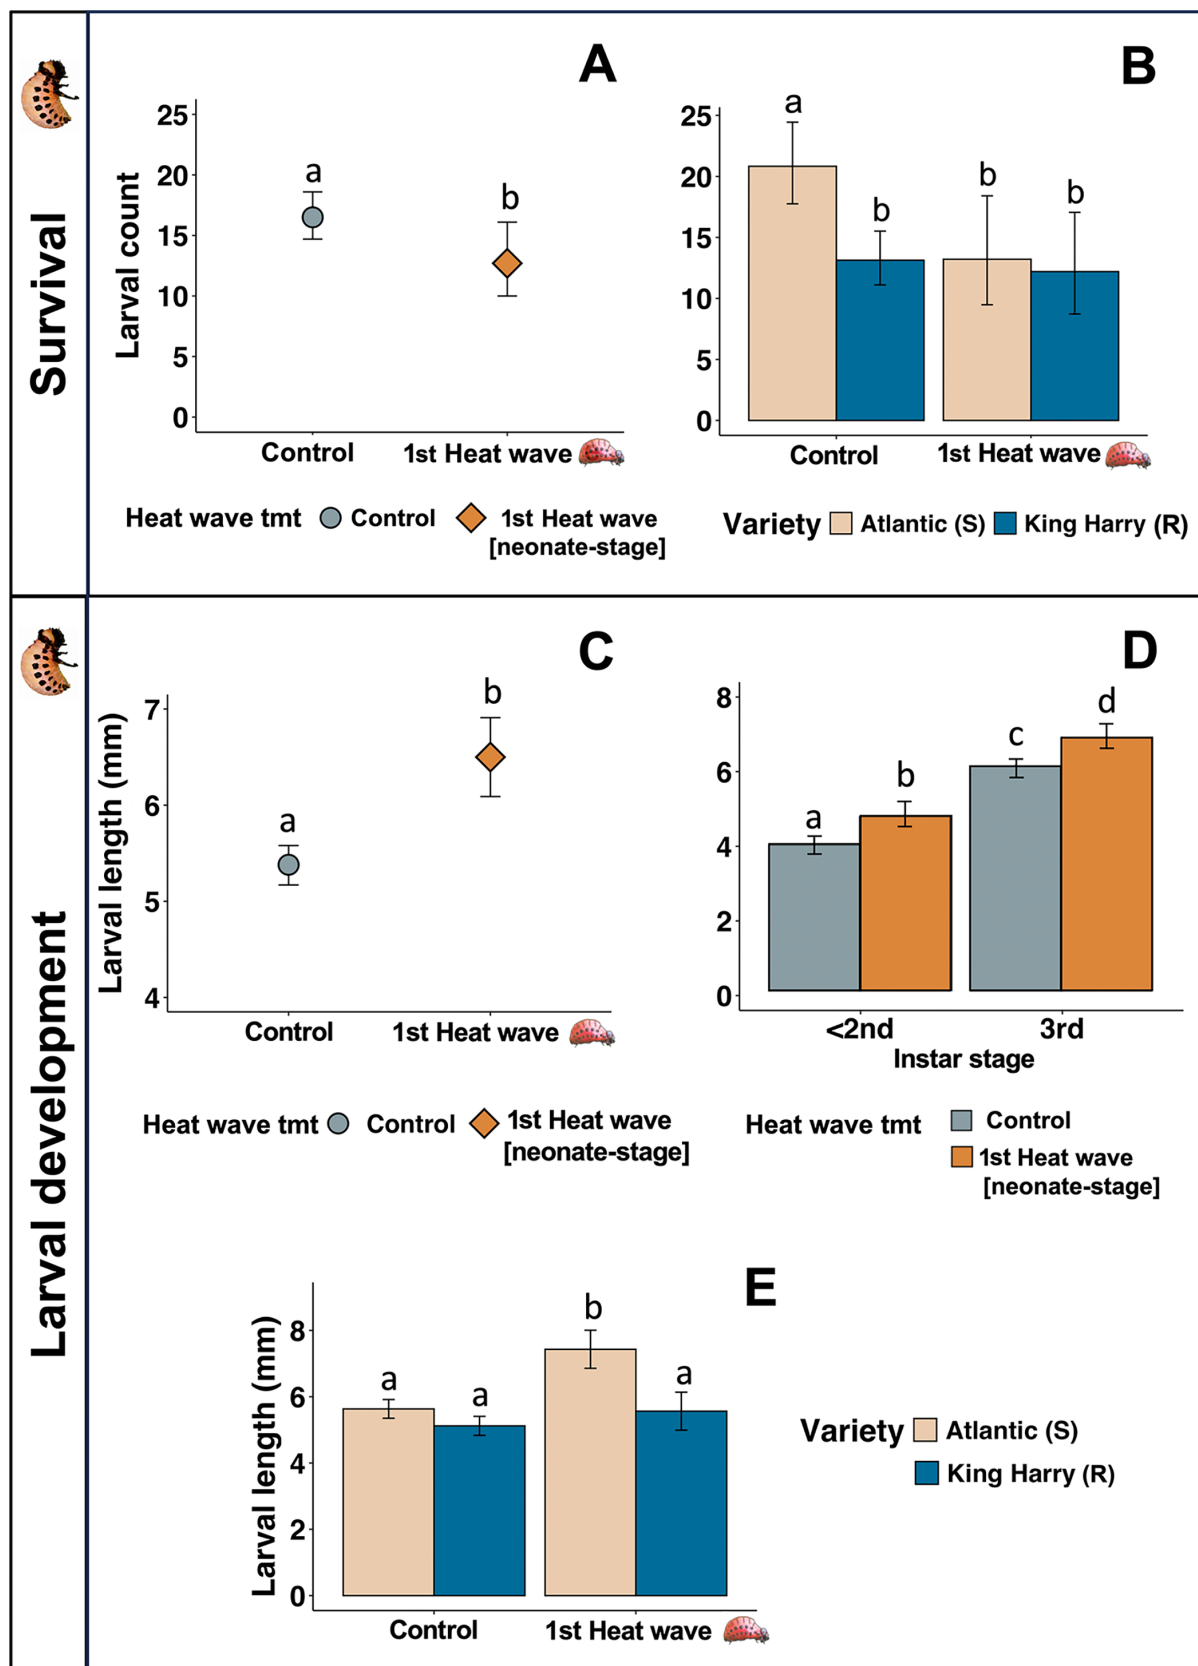 Survival
A
Larval count
25
20
15
10
5
0
a
b
Control
1st Heat wave
Heat wave tmt Control 1st Heat wave
[neonate-stage]
B
25
20
15
10
5
0
a
b
b
b
Control
1st Heat wave
Variety Atlantic (S) King Harry (R)
Larval development
C
Larval length (mm)
7
6
5
4
a
b
Control
1st Heat wave
Heat wave tmt Control 1st Heat wave
[neonate-stage]
D
8
6
4
2
0
a
b
c
d
<2nd
3rd
Instar stage
Heat wave tmt Control
1st Heat wave
[neonate-stage]
E
Larval length (mm)
8
6
4
2
0
a
a
b
a
Control
1st Heat wave
Variety Atlantic (S)
King Harry (R)